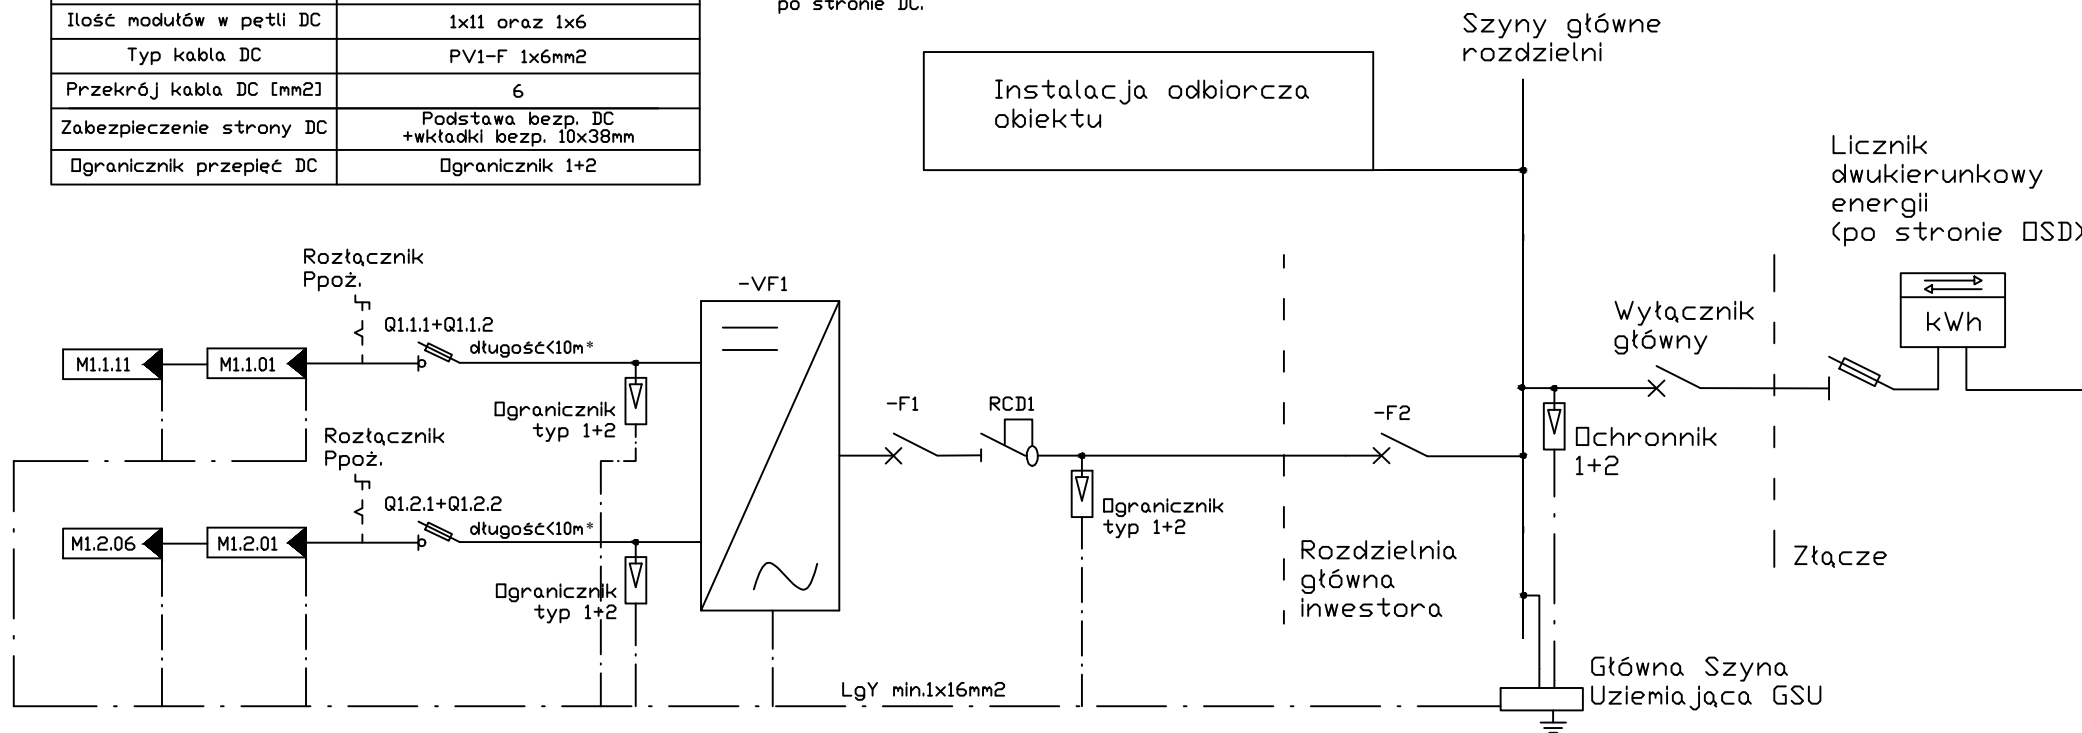 po stronie DC.
Ilość modułów w pętli DC 1x11 oraz 1x6
Typ kabla DC PV1-F 1x6mm2
Przekrój kabla DC [mm2] 6
Zabezpieczenie strony DC Podstawa bezp. DC
+wkładki bezp. 10x38mm
Ogranicznik przepięć DC Ogranicznik 1+2
Szyny główne
rozdzielni
Instalacja odbiorcza
obiektu
Licznik
dwukierunkowy
energii
(po stronie OSD)
kWh
Rozłącznik
Ppoż.
Q1.1.1+Q1.1.2
długość<10m*
M1.1.11
M1.1.01
Ogranicznik
typ 1+2
-VF1
Wyłącznik
główny
-F1
RCD1
-F2
Ochronnik
1+2
Rozłącznik
Ppoż.
Q1.2.1+Q1.2.2
długość<10m*
M1.2.06
M1.2.01
Ogranicznik
typ 1+2
Ogranicznik
typ 1+2
Rozdzielnia
główna
inwestora
Złącze
LgY min.1x16mm2
Główna Szyna
Uziemiająca GSU